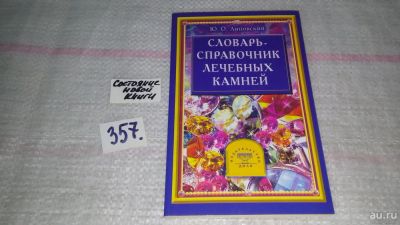 Ю. О. Липовский
СЛОВАРЬ-
СПРАВОЧНИК
ЛЕЧЕБНЫХ
КАМНЕЙ
Состояние
новой
книги
357.
au.ru